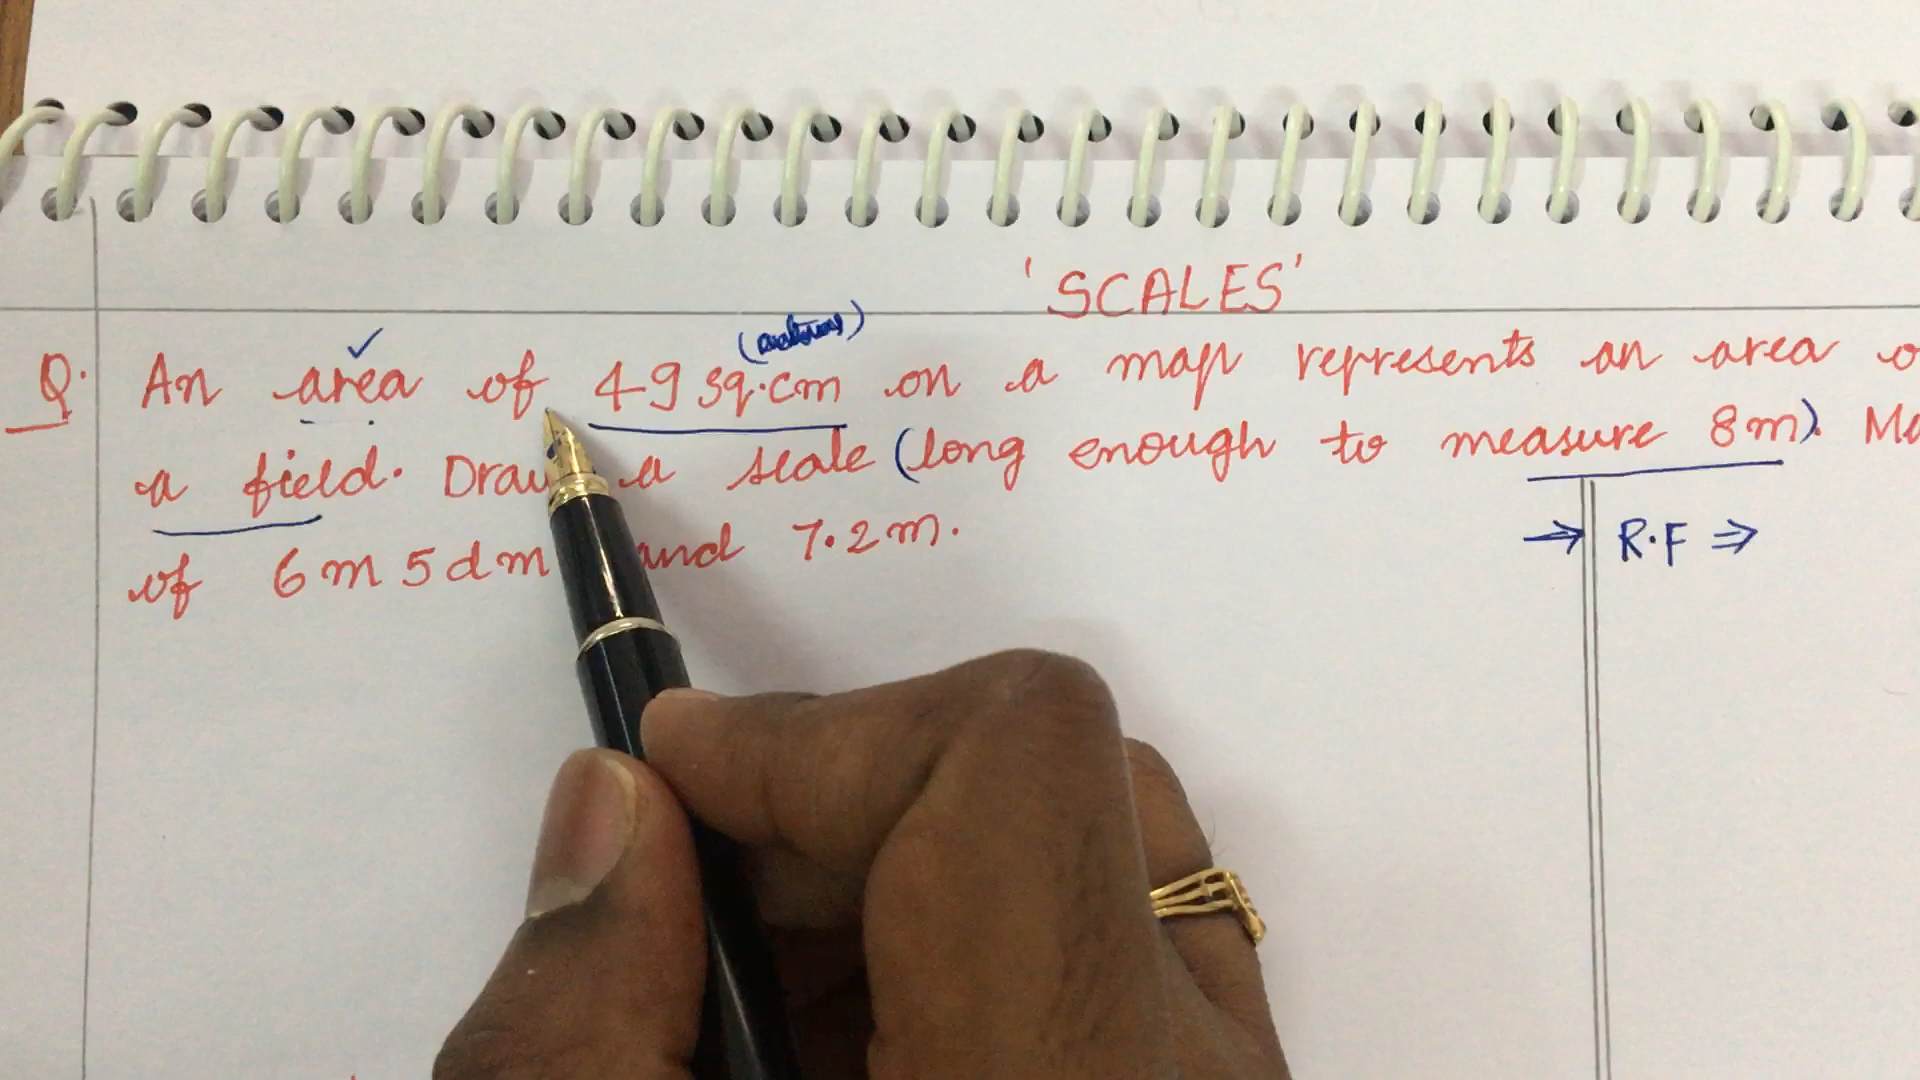 'SCALES'
Q. An area of 49 sq.cm on a map represents an area
a field. Draw a scale (long enough to measure 8m).
of 6m 5dm and 7.2m.
→ R.F ⇒